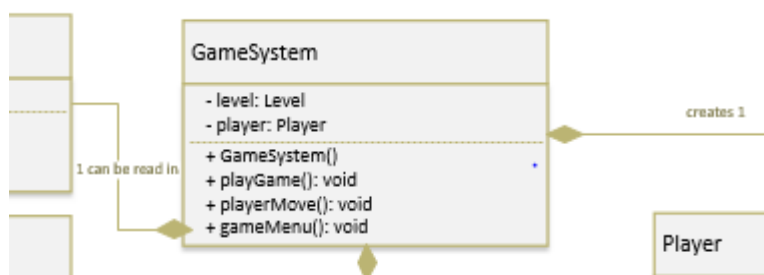 GameSystem
- level: Level
- player: Player
creates 1
+ GameSystem()
1 can be read in
+ playGame(): void
+ playerMove(): void
+ gameMenu(): void
Player